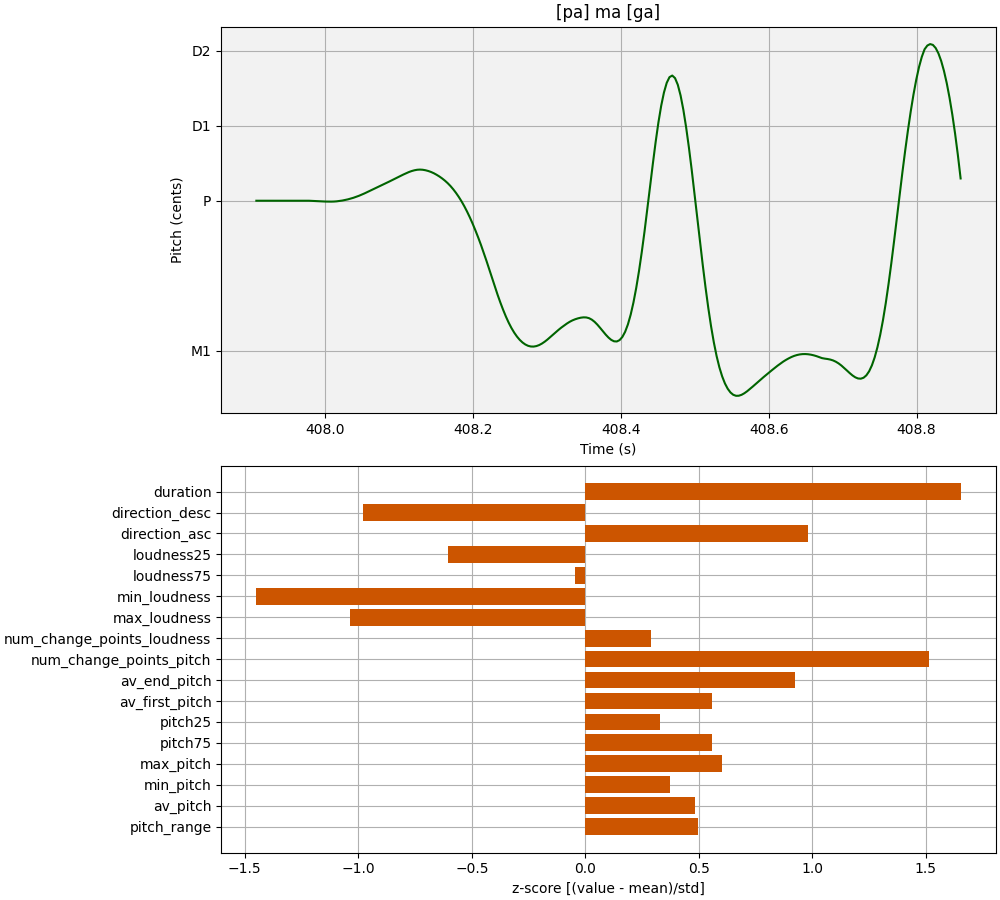 [pa] ma [ga]
D2
D1
P
M1
Pitch (cents)
408.0 408.2 408.4 408.6 408.8
Time (s)
duration
direction_desc
direction_asc
loudness25
loudness75
min_loudness
max_loudness
num_change_points_loudness
num_change_points_pitch
av_end_pitch
av_first_pitch
pitch25
pitch75
max_pitch
min_pitch
av_pitch
pitch_range
−1.5 −1.0 −0.5 0.0 0.5 1.0 1.5
z-score [(value - mean)/std]